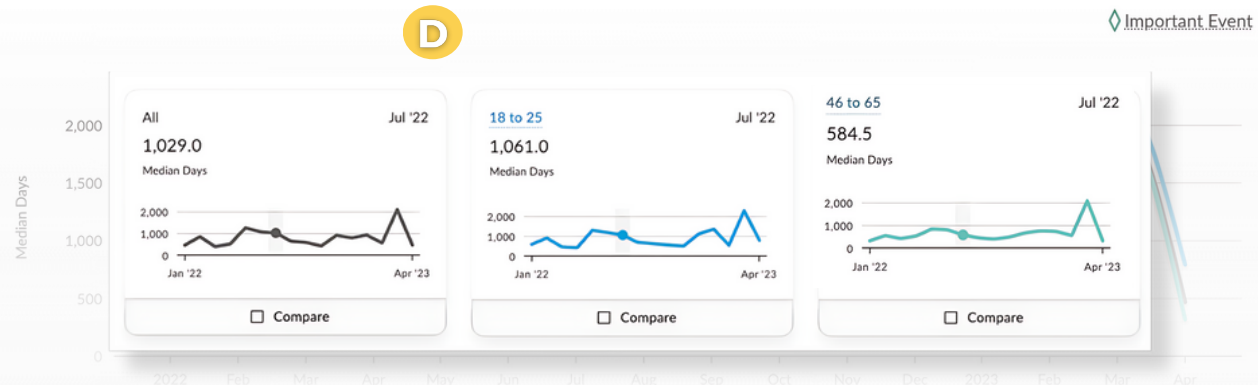 D
Important Event
Median Days
2,000
1,500
1,000
500
0
All
Jul '22
1,029.0
Median Days
2,000
1,000
0
Jan '22
Apr '23
Compare
18 to 25
Jul '22
1,061.0
Median Days
2,000
1,000
0
Jan '22
Apr '23
Compare
46 to 65
Jul '22
584.5
Median Days
2,000
1,000
0
Jan '22
Apr '23
Compare
2022 Feb Mar Apr May Jun Jul Aug Sep Oct Nov Dec 2023 Feb Mar Apr